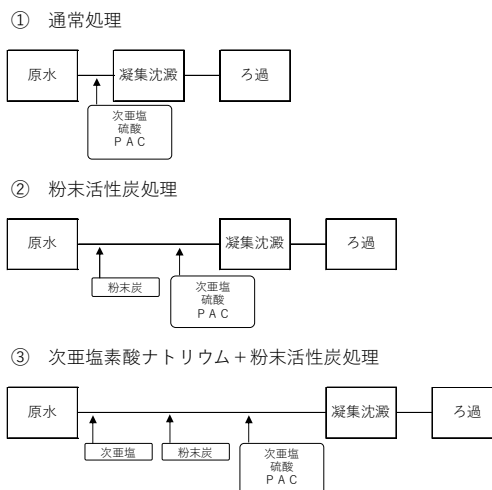 ① 通常処理
原水
凝集沈澱
ろ過
次亜塩
硫酸
ＰＡＣ
② 粉末活性炭処理
原水
凝集沈澱
ろ過
粉末炭
次亜塩
硫酸
ＰＡＣ
③ 次亜塩素酸ナトリウム＋粉末活性炭処理
原水
凝集沈澱
ろ過
次亜塩
粉末炭
次亜塩
硫酸
ＰＡＣ